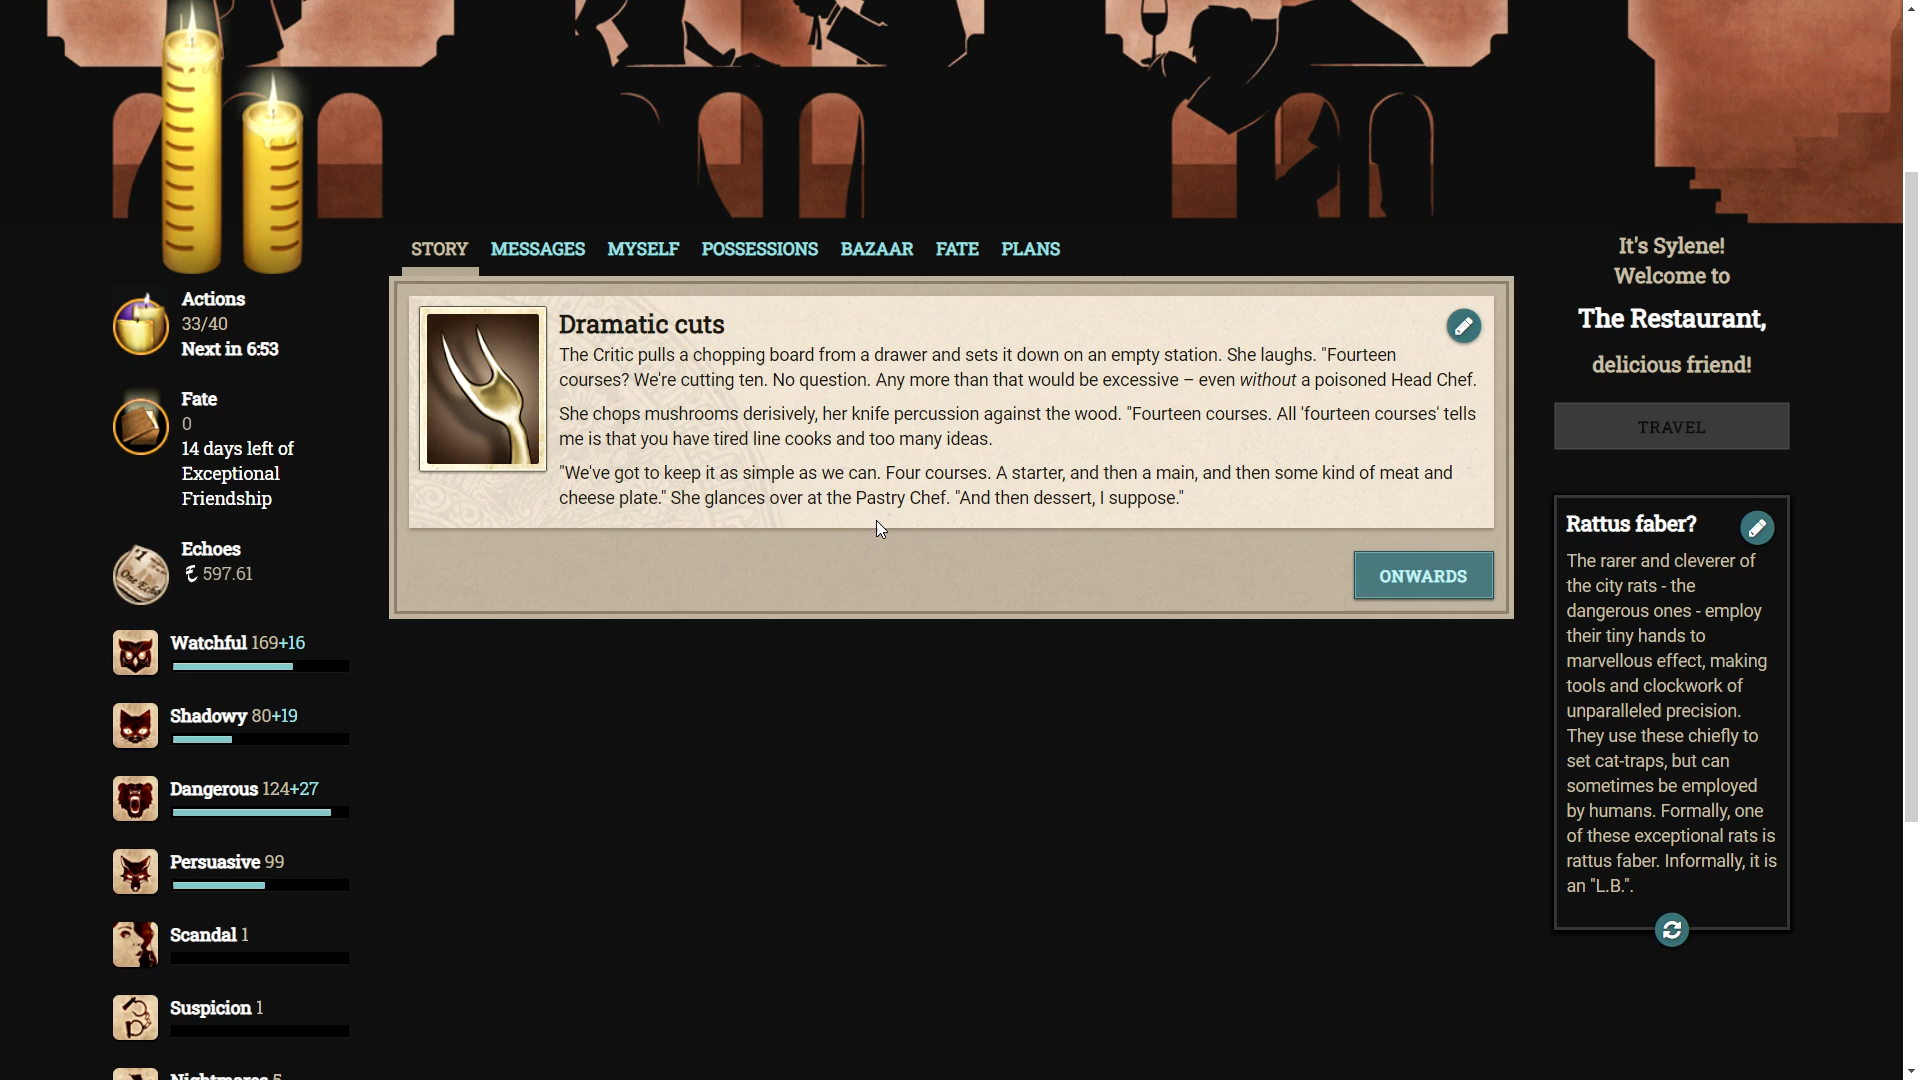 Actions
33/40
Next in 6:53
Fate
0
14 days left of
Exceptional
Friendship
Echoes
597.61
Watchful 169+16
Shadowy 80+19
Dangerous 124+27
Persuasive 99
Scandal 1
Suspicion 1
Nightmares 5
STORY MESSAGES MYSELF POSSESSIONS BAZAAR FATE PLANS
Dramatic cuts
The Critic pulls a chopping board from a drawer and sets it down on an empty station. She laughs. "Fourteen
courses? We're cutting ten. No question. Any more than that would be excessive – even without a poisoned Head Chef.
She chops mushrooms derisively, her knife percussion against the wood. "Fourteen courses. All 'fourteen courses' tells
me is that you have tired line cooks and too many ideas.
"We've got to keep it as simple as we can. Four courses. A starter, and then a main, and then some kind of meat and
cheese plate." She glances over at the Pastry Chef. "And then dessert, I suppose."
ONWARDS
It's Sylene!
Welcome to
The Restaurant,
delicious friend!
TRAVEL
Rattus faber?
The rarer and cleverer of
the city rats - the
dangerous ones - employ
their tiny hands to
marvellous effect, making
tools and clockwork of
unparalleled precision.
They use these chiefly to
set cat-traps, but can
sometimes be employed
by humans. Formally, one
of these exceptional rats is
rattus faber. Informally, it is
an "L.B.".